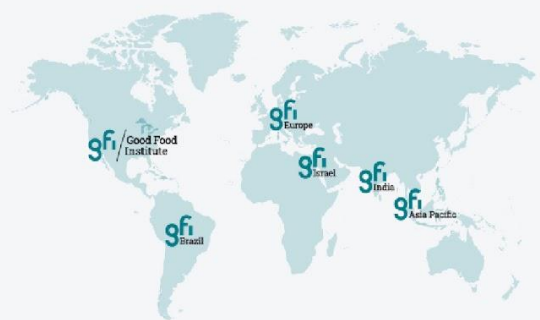 gfi / Good Food
Institute
gfi
Europe
gfi
Israel
gfi
India
gfi
Asia Pacific
gfi
Brazil